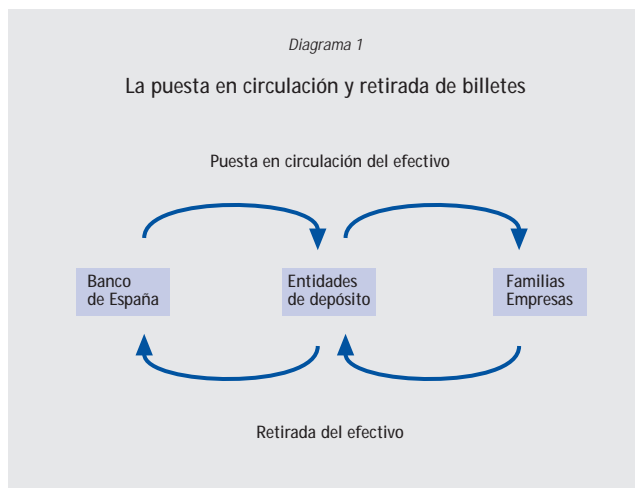 Diagrama 1
La puesta en circulación y retirada de billetes
Puesta en circulación del efectivo
Banco
de España
Entidades
de depósito
Familias
Empresas
Retirada del efectivo